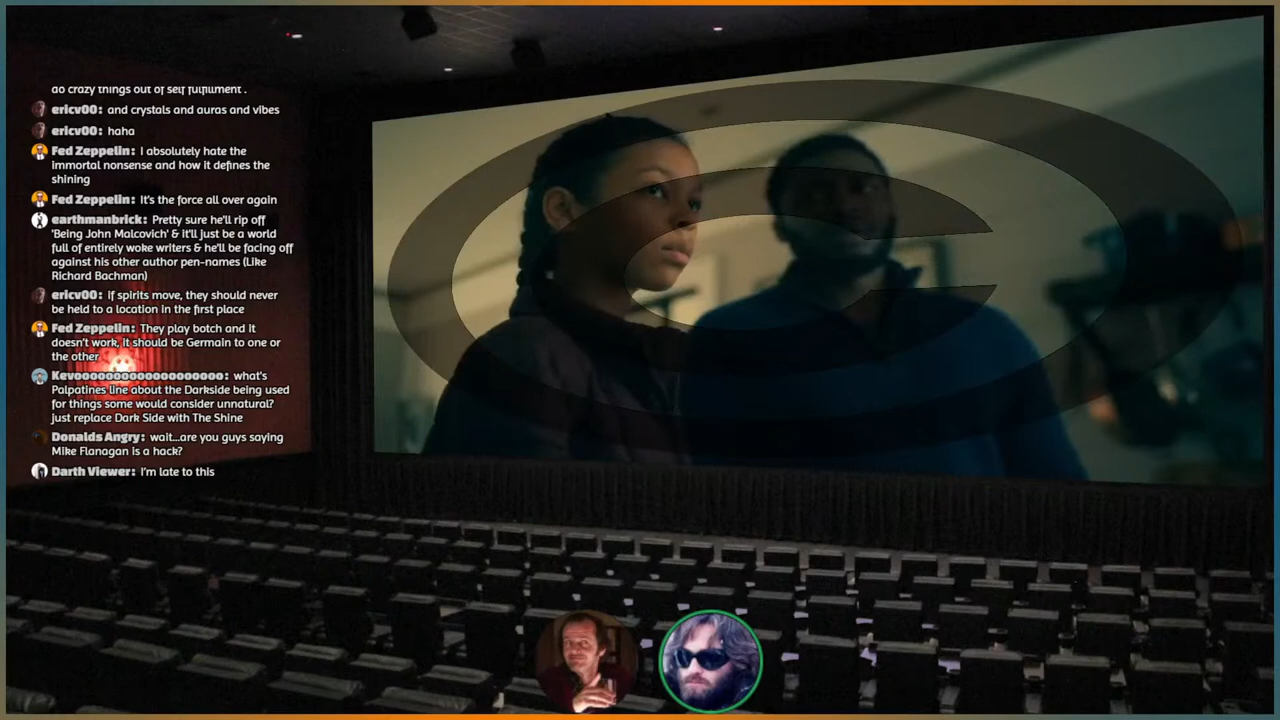 do crazy things out of self fulfillment .
ericv00: and crystals and auras and vibes
ericv00: haha
Fed Zeppelin: I absolutely hate the
immortal nonsense and how it defines the
shining
Fed Zeppelin: It's the force all over again
earthmanbrick: Pretty sure he'll rip off
'Being John Malcovich' & it'll just be a world
full of entirely woke writers & he'll be facing off
against his other author pen-names (Like
Richard Bachman)
ericv00: If spirits move, they should never
be held to a location in the first place
Fed Zeppelin: They play botch and it
doesn't work, it should be Germain to one or
the other
Kevoooooooooooooooooooo: what's
Palpatines line about the Darkside being used
for things some would consider unnatural?
just replace Dark Side with The Shine
Donalds Angry: wait...are you guys saying
Mike Flanagan is a hack?
Darth Viewer: I'm late to this